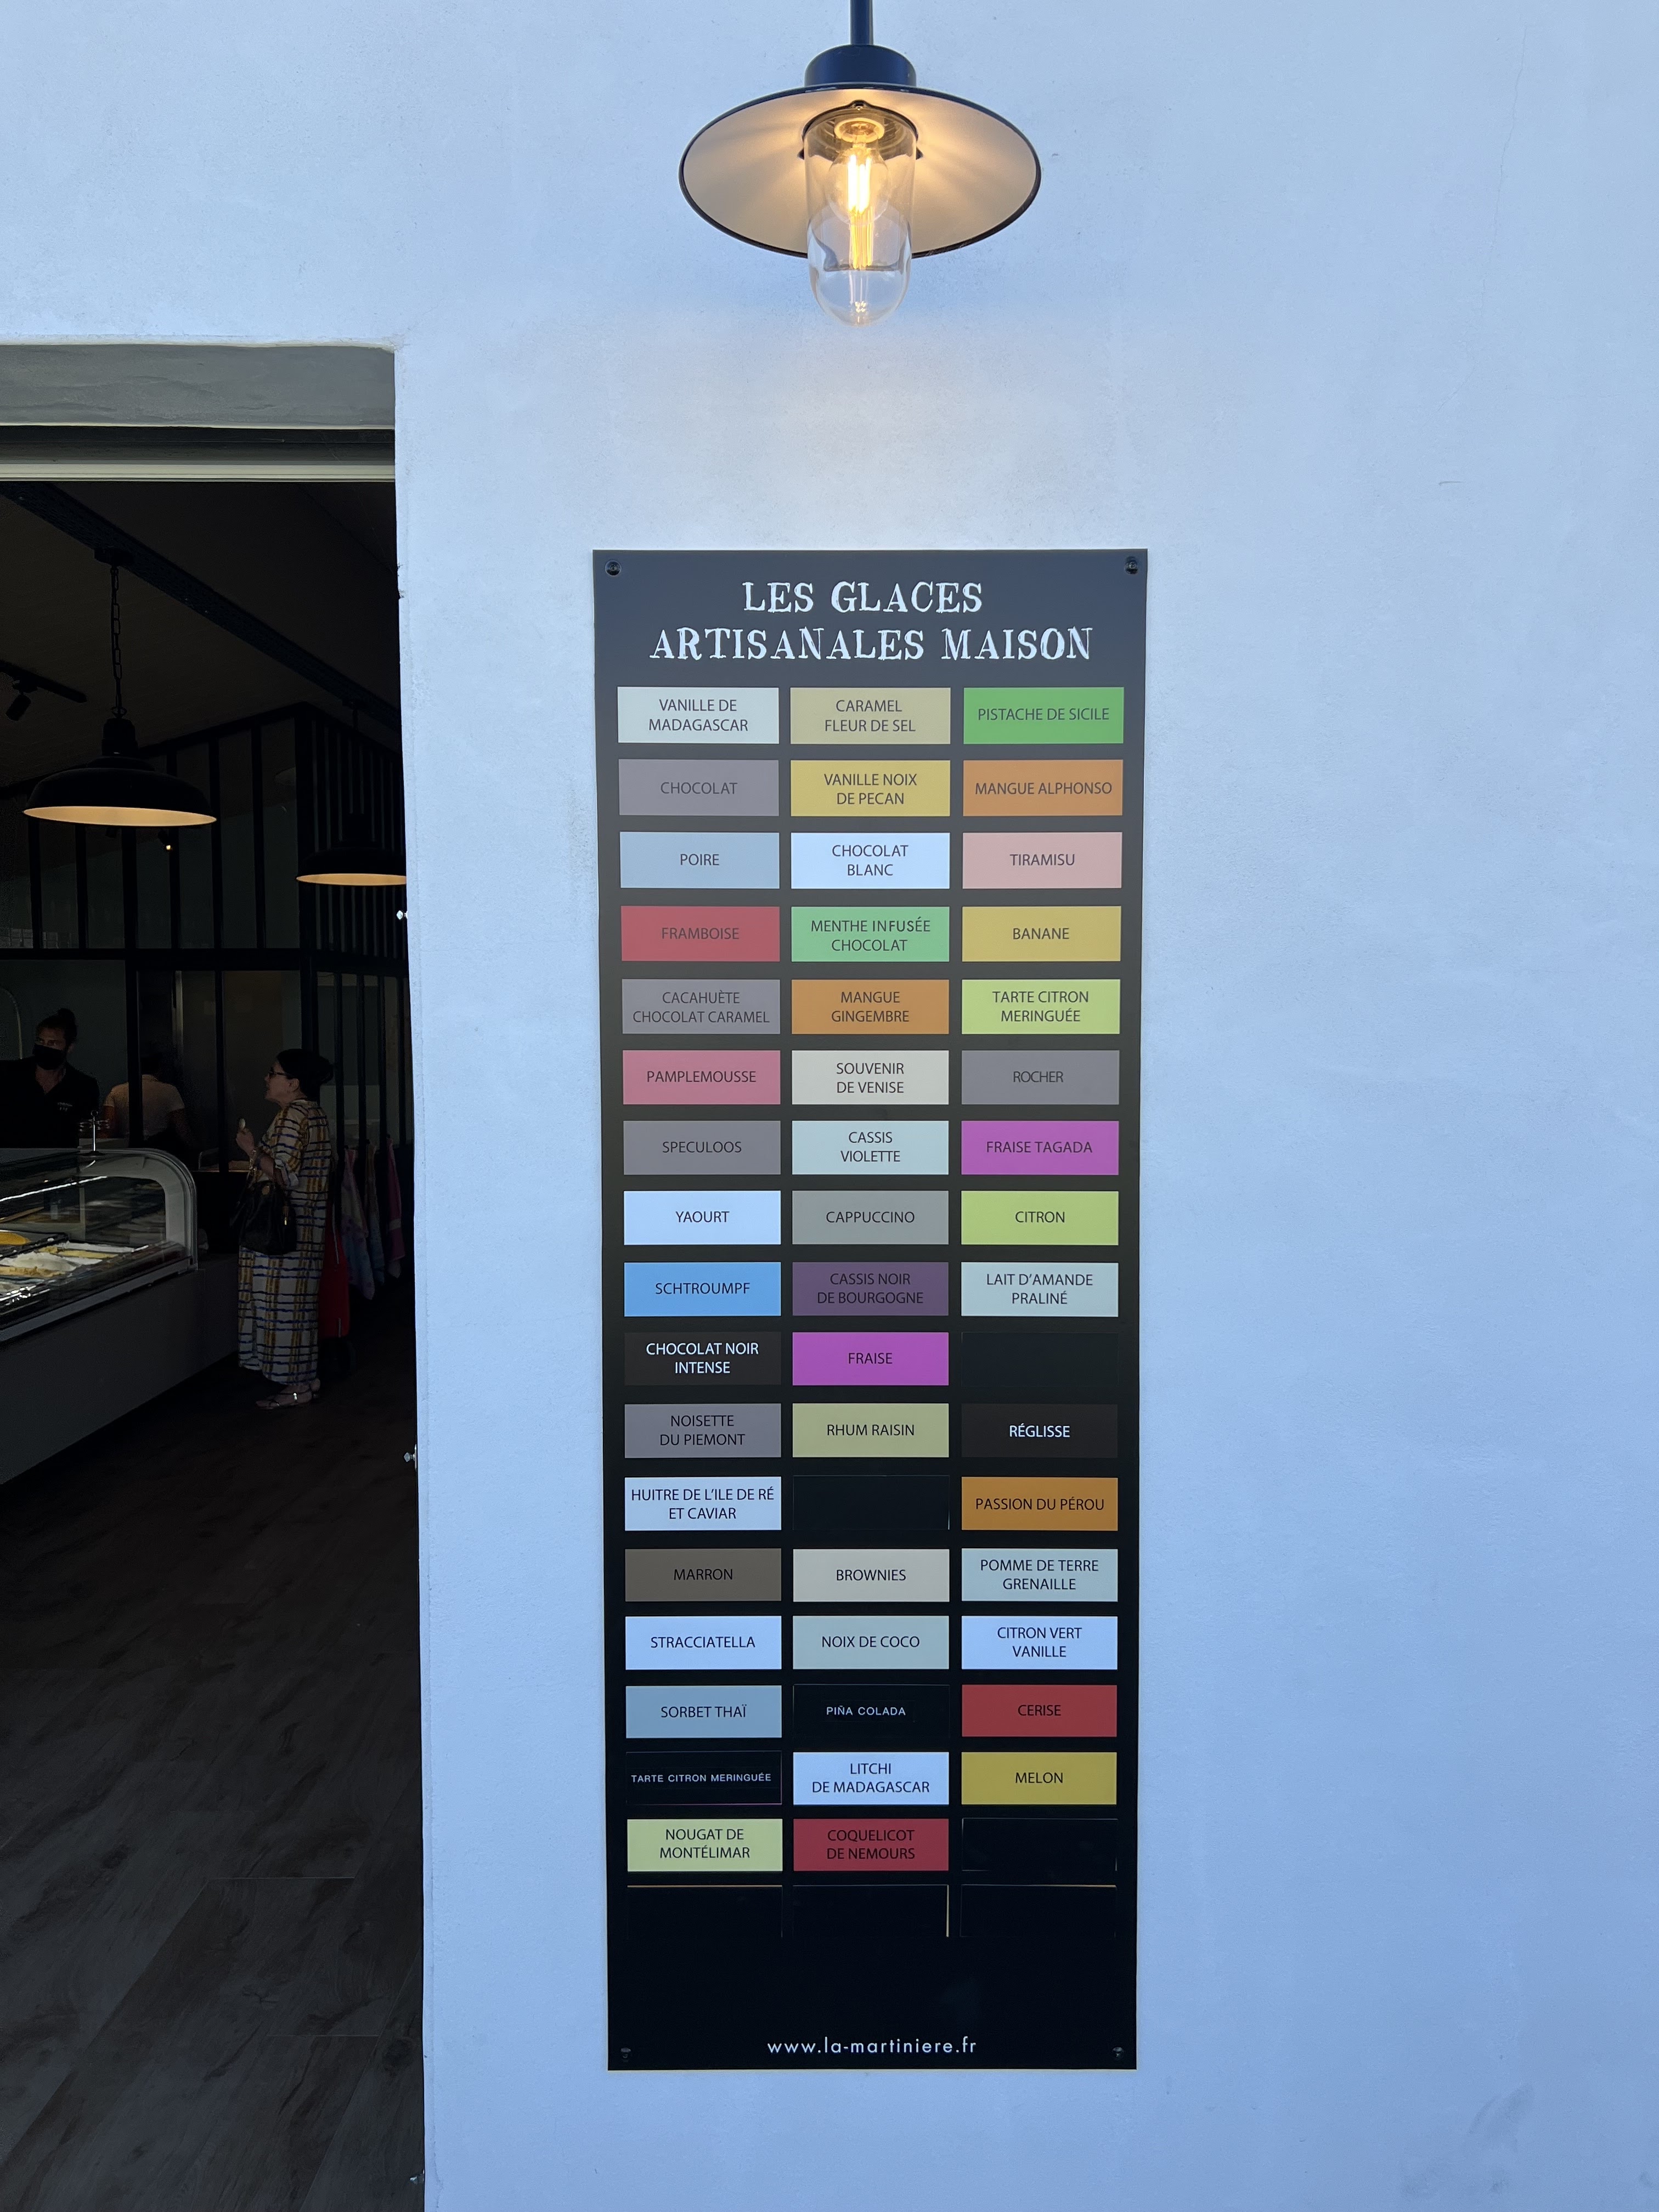 LES GLACES
ARTISANALES MAISON
VANILLE DE
MADAGASCAR
CARAMEL
FLEUR DE SEL
PISTACHE DE SICILE
CHOCOLAT
VANILLE NOIX
DE PECAN
MANGUE ALPHONSO
POIRE
CHOCOLAT
BLANC
TIRAMISU
FRAMBOISE
MENTHE INFUSÉE
CHOCOLAT
BANANE
CACAHUÈTE
CHOCOLAT CARAMEL
MANGUE
GINGEMBRE
TARTE CITRON
MERINGUÉE
PAMPLEMOUSSE
SOUVENIR
DE VENISE
ROCHER
SPECULOOS
CASSIS
VIOLETTE
FRAISE TAGADA
YAOURT
CAPPUCCINO
CITRON
SCHTROUMPF
CASSIS NOIR
DE BOURGOGNE
LAIT D'AMANDE
PRALINÉ
CHOCOLAT NOIR
INTENSE
FRAISE
NOISETTE
DU PIEMONT
RHUM RAISIN
RÉGLISSE
HUITRE DE L'ILE DE RÉ
ET CAVIAR
PASSION DU PÉROU
MARRON
BROWNIES
POMME DE TERRE
GRENAILLE
STRACCIATELLA
NOIX DE COCO
CITRON VERT
VANILLE
SORBET THAÏ
PIÑA COLADA
CERISE
TARTE CITRON MERINGUÉE
LITCHI
DE MADAGASCAR
MELON
NOUGAT DE
MONTÉLIMAR
COQUELICOT
DE NEMOURS
www.la-martiniere.fr